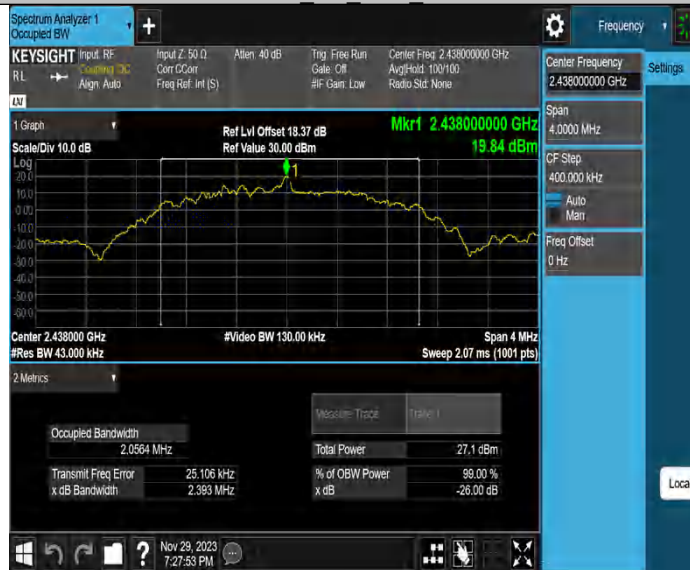 Spectrum Analyzer 1
Occupied BW
Frequency
KEYSIGHT Input: RF
Coupling: DC
Align: Auto
RL
Input Z: 50 Ω
Corr CCorr
Freq Ref: Int (S)
Atten: 40 dB
Trig: Free Run
Gate: Off
#IF Gain: Low
Center Freq: 2.438000000 GHz
Avg|Hold: 100/100
Radio Std: None
LXI
Center Frequency
2.438000000 GHz
Settings
Span
4.0000 MHz
CF Step
400.000 kHz
Auto
Man
Freq Offset
0 Hz
1 Graph
Scale/Div 10.0 dB
Ref Lvl Offset 18.37 dB
Ref Value 30.00 dBm
Mkr1 2.438000000 GHz
19.84 dBm
Log
20.0
10.0
0.00
-10.0
-20.0
-30.0
-40.0
-50.0
-60.0
1
Center 2.438000 GHz
#Res BW 43.000 kHz
#Video BW 130.00 kHz
Span 4 MHz
Sweep 2.07 ms (1001 pts)
2 Metrics
Measure Trace
Trace 1
Occupied Bandwidth
2.0564 MHz
Total Power
27.1 dBm
Transmit Freq Error
25.106 kHz
% of OBW Power
99.00 %
x dB Bandwidth
2.393 MHz
x dB
-26.00 dB
Loca
Nov 29, 2023
7:27:53 PM
?